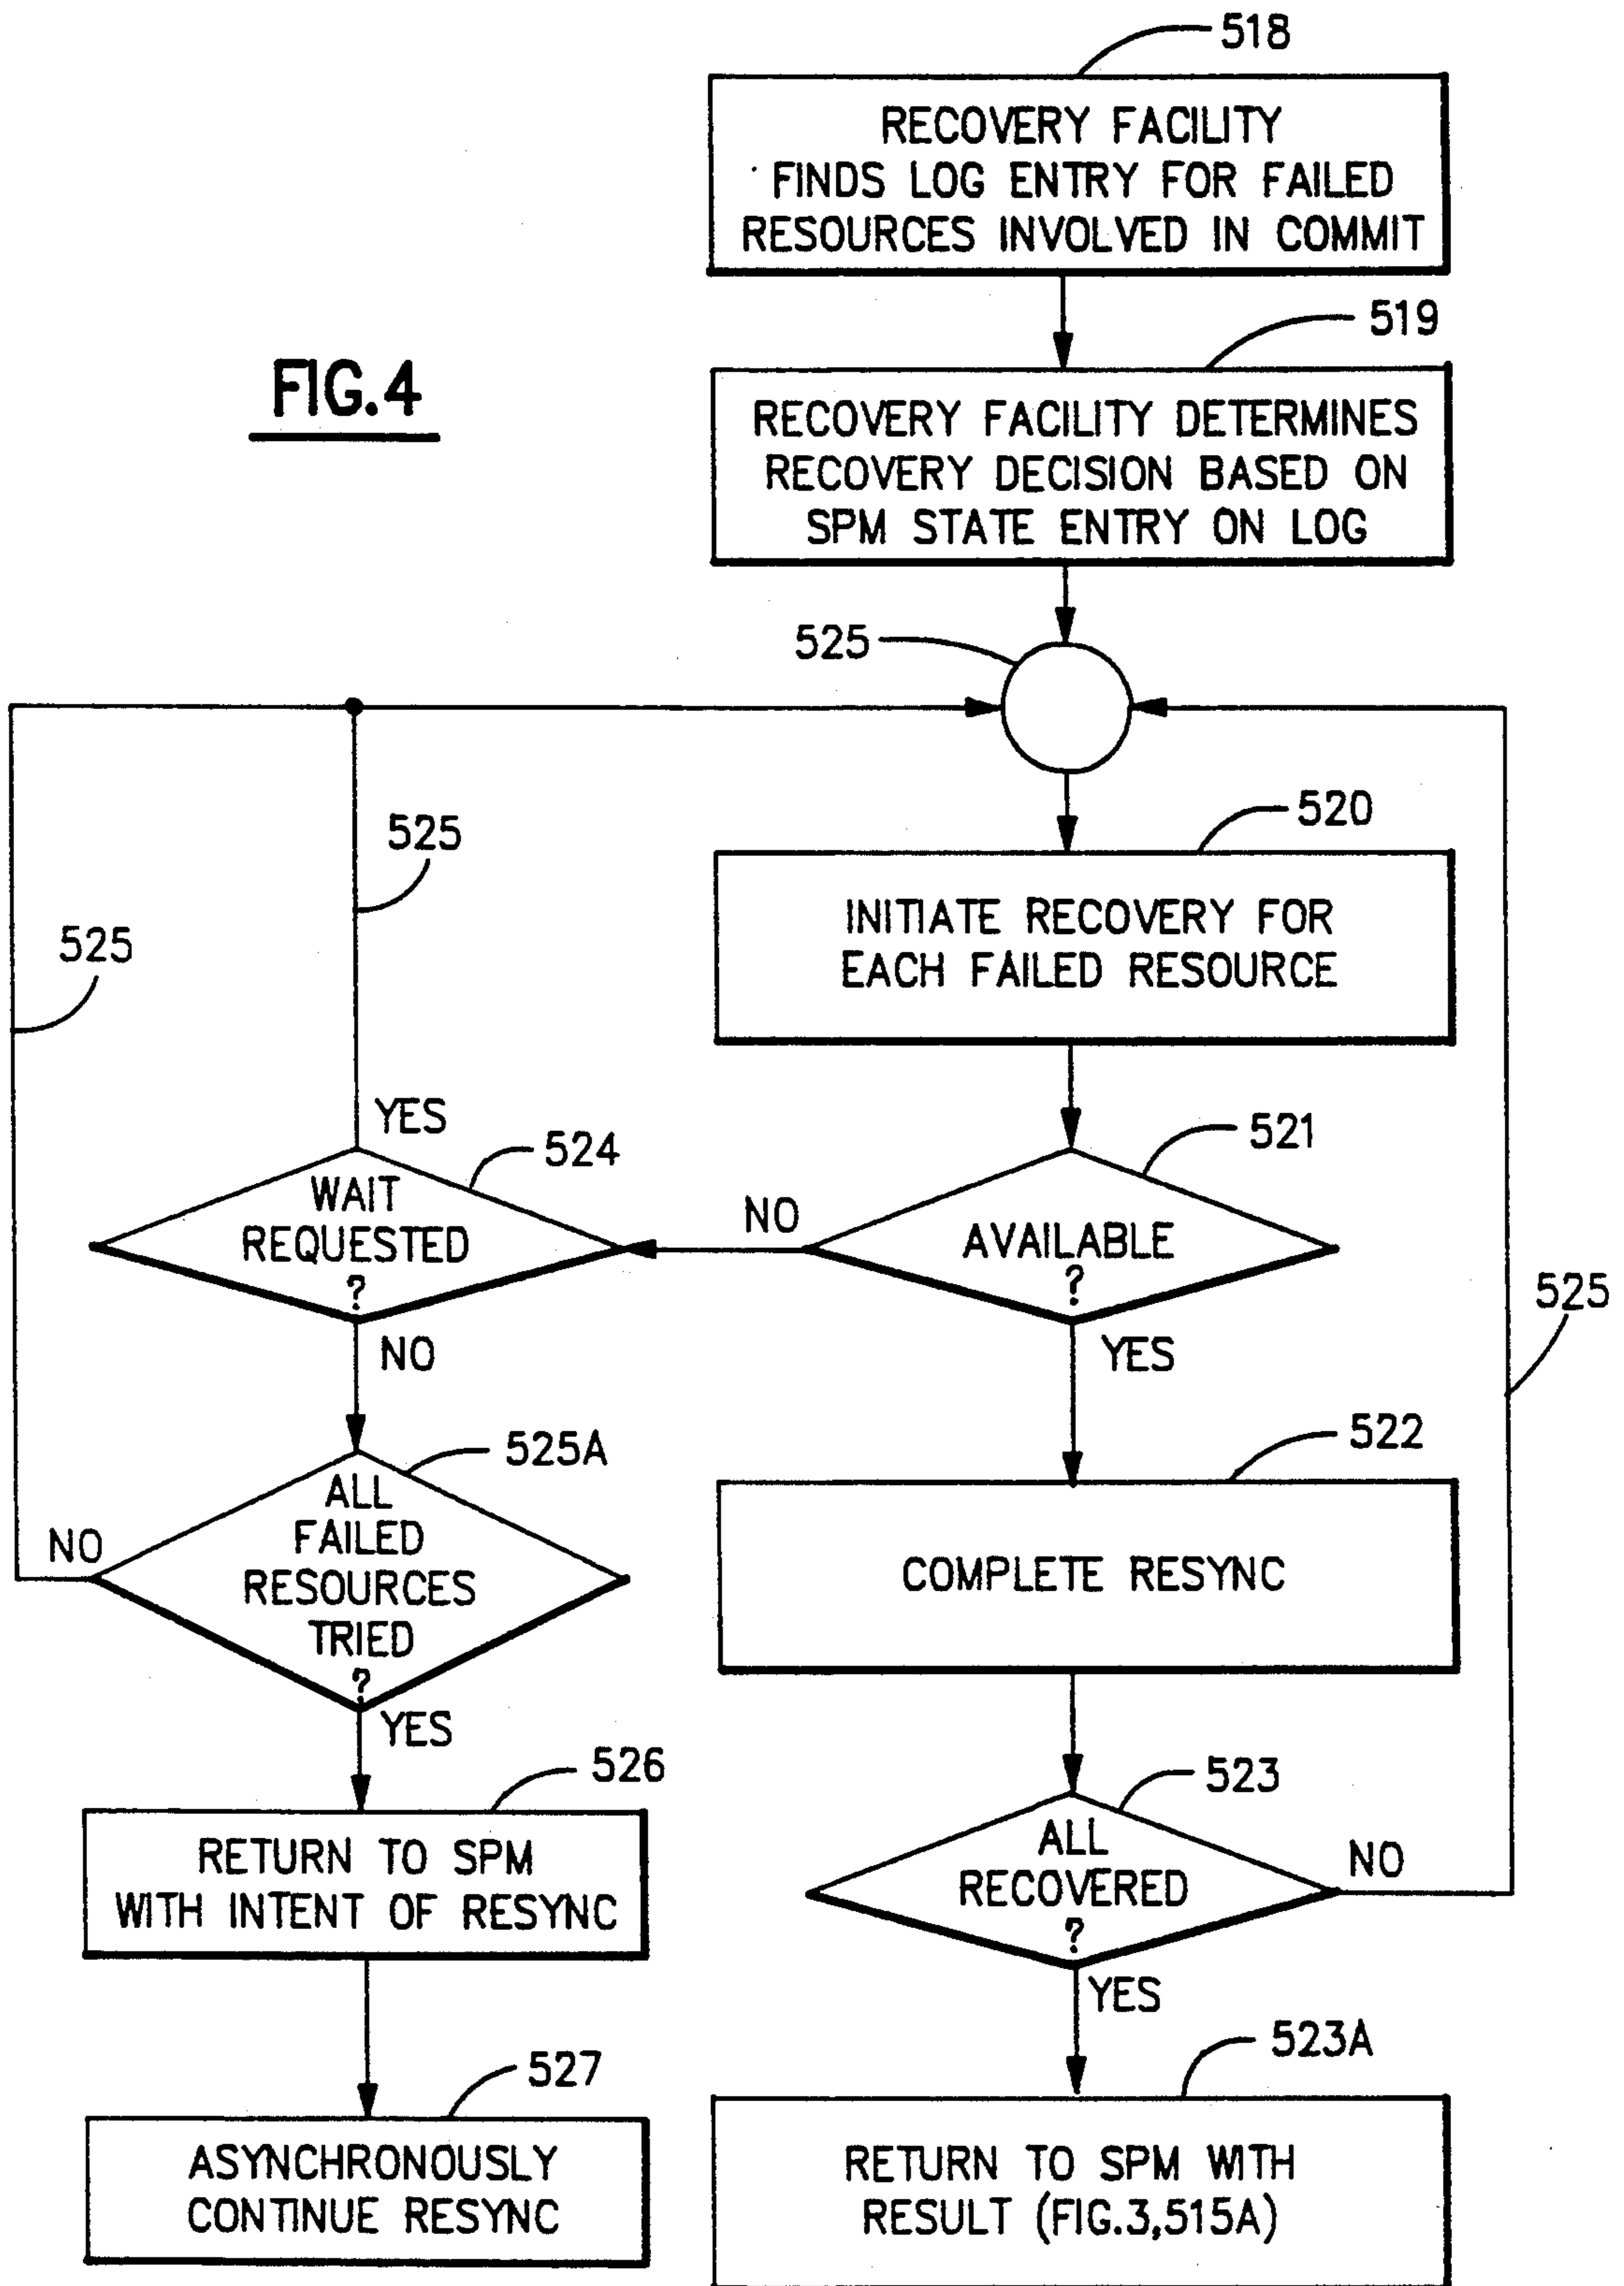 518
RECOVERY FACILITY
FINDS LOG ENTRY FOR FAILED
RESOURCES INVOLVED IN COMMIT
519
FIG.4
RECOVERY FACILITY DETERMINES
RECOVERY DECISION BASED ON
SPM STATE ENTRY ON LOG
525
520
525
INITIATE RECOVERY FOR
EACH FAILED RESOURCE
525
YES
524
WAIT
REQUESTED
?
NO
NO
521
AVAILABLE
?
YES
525
525A
ALL
FAILED
RESOURCES
TRIED
?
NO
YES
522
COMPLETE RESYNC
526
RETURN TO SPM
WITH INTENT OF RESYNC
523
ALL
RECOVERED
?
NO
YES
527
ASYNCHRONOUSLY
CONTINUE RESYNC
523A
RETURN TO SPM WITH
RESULT (FIG.3,515A)